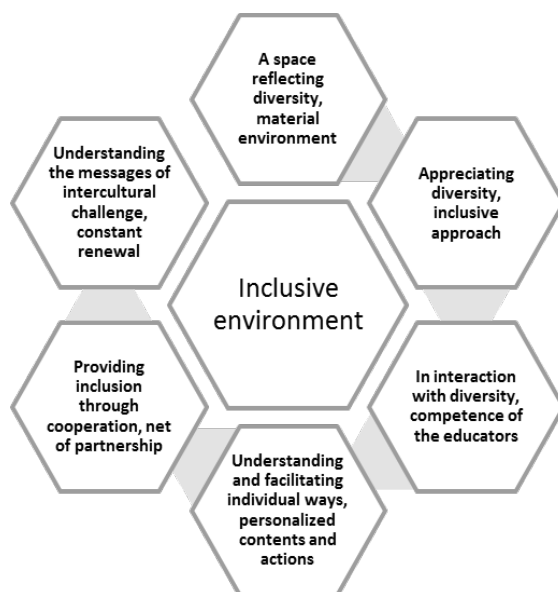 A space
reflecting
diversity,
material
environment
Appreciating
diversity,
inclusive
approach
In interaction
with diversity,
competence of
the educators
Understanding
and facilitating
individual ways,
personalized
contents and
actions
Providing
inclusion
through
cooperation, net
of partnership
Understanding
the messages of
intercultural
challenge,
constant
renewal
Inclusive
environment